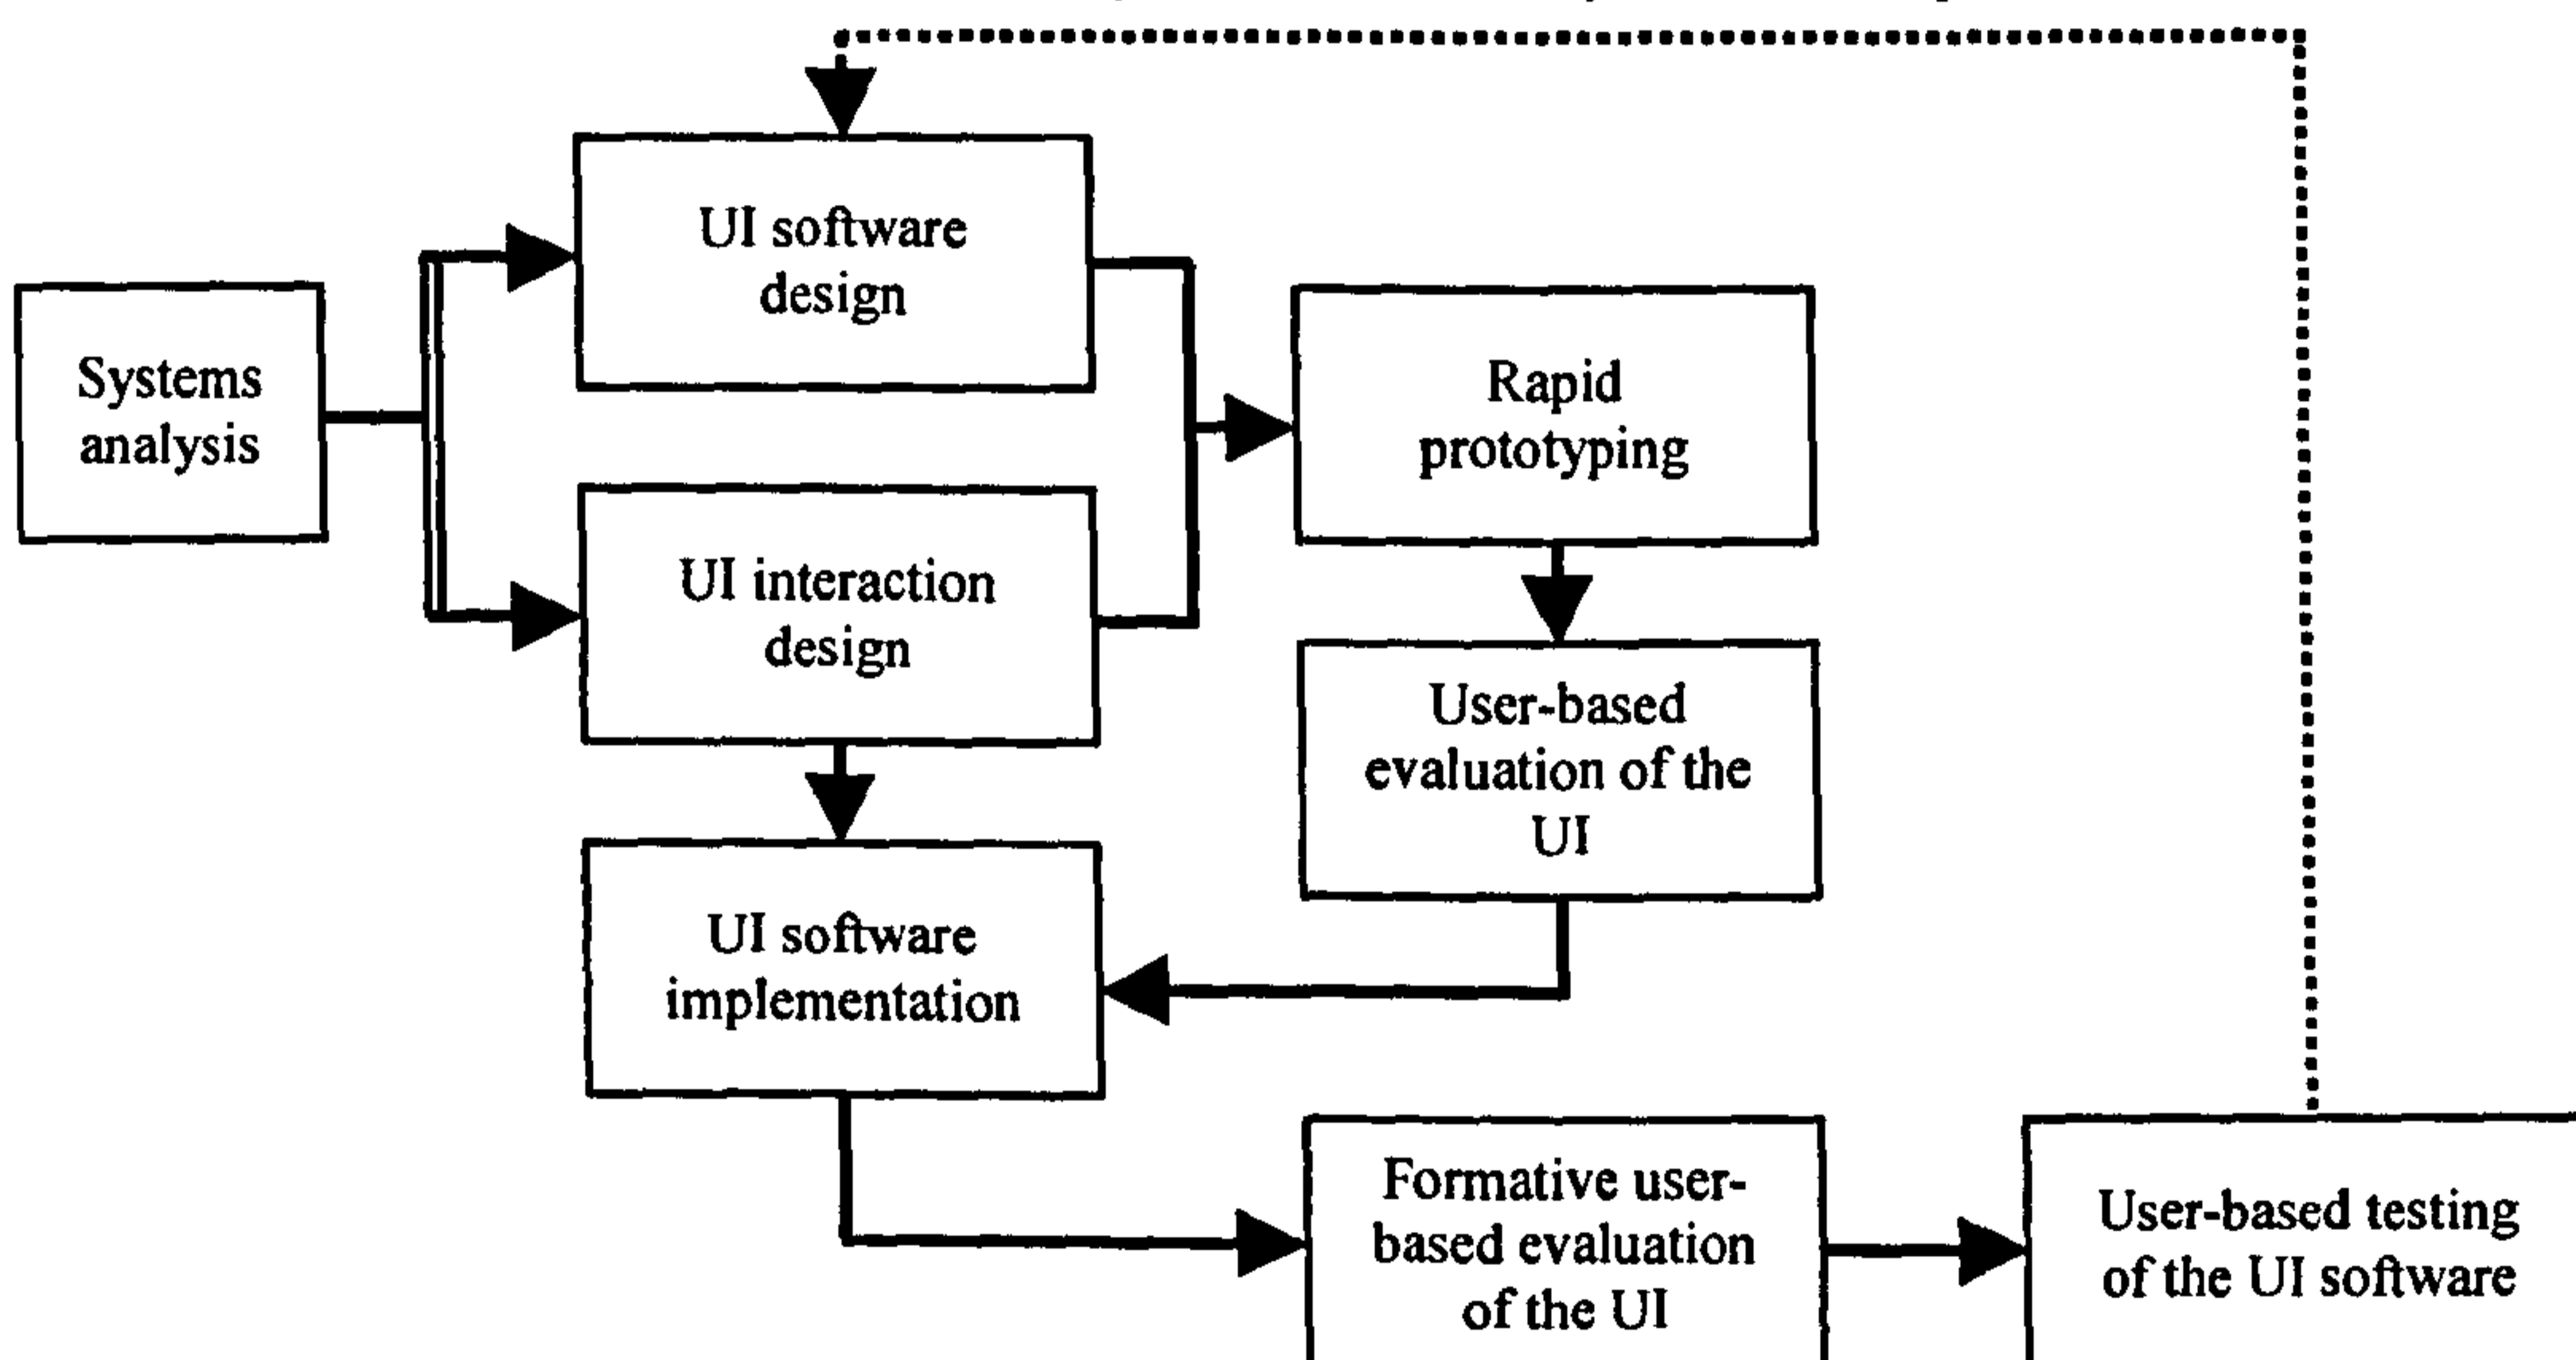 UI software
design
Systems
analysis
Rapid
prototyping
UI interaction
design
User-based
evaluation of the
UI
UI software
implementation
Formative user-
based evaluation
of the UI
User-based testing
of the UI software